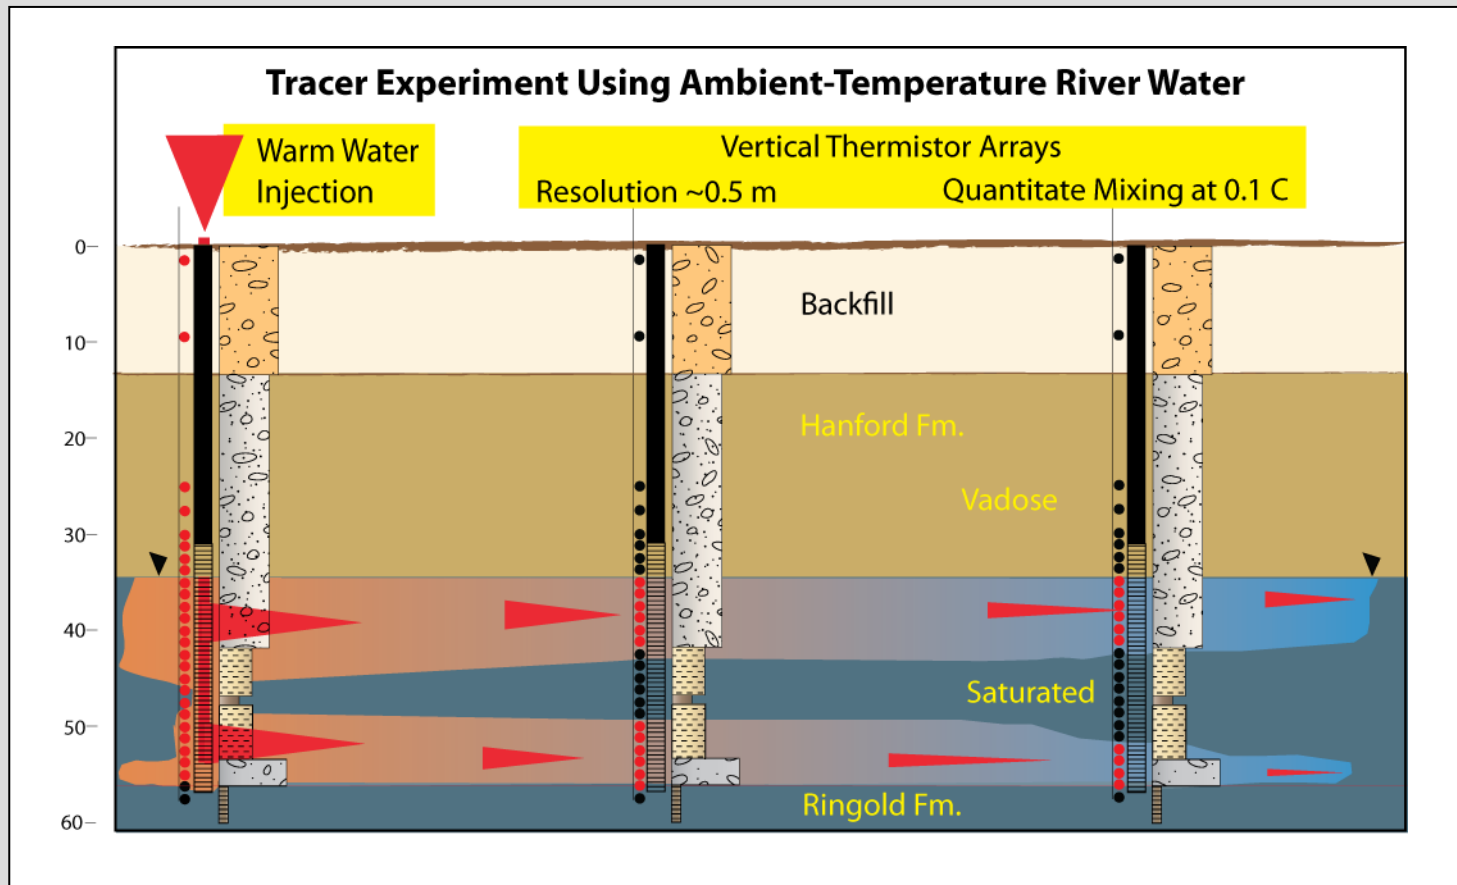 Tracer Experiment Using Ambient-Temperature River Water
Warm Water
Injection
Vertical Thermistor Arrays
Resolution ~0.5 m
Quantitate Mixing at 0.1 C
0
10
20
30
40
50
60
Backfill
Hanford Fm.
Vadose
Saturated
Ringold Fm.